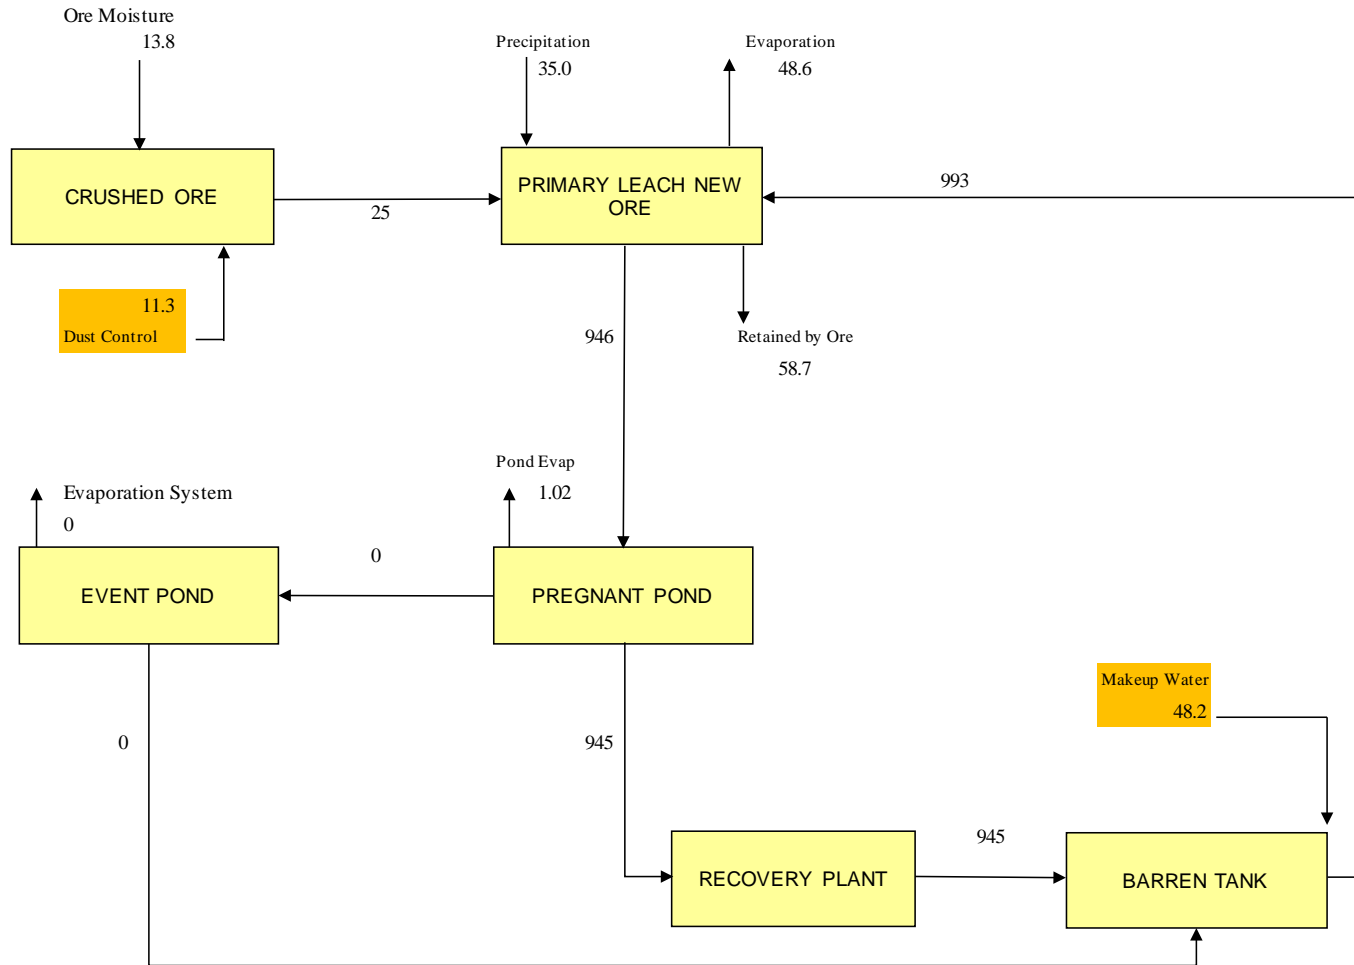 Ore Moisture
13.8
Precipitation
35.0
Evaporation
48.6
CRUSHED ORE
25
PRIMARY LEACH NEW
ORE
993
11.3
Dust Control
946
Retained by Ore
58.7
Evaporation System
0
Pond Evap
1.02
EVENT POND
0
PREGNANT POND
Makeup Water
48.2
0
945
RECOVERY PLANT
945
BARREN TANK